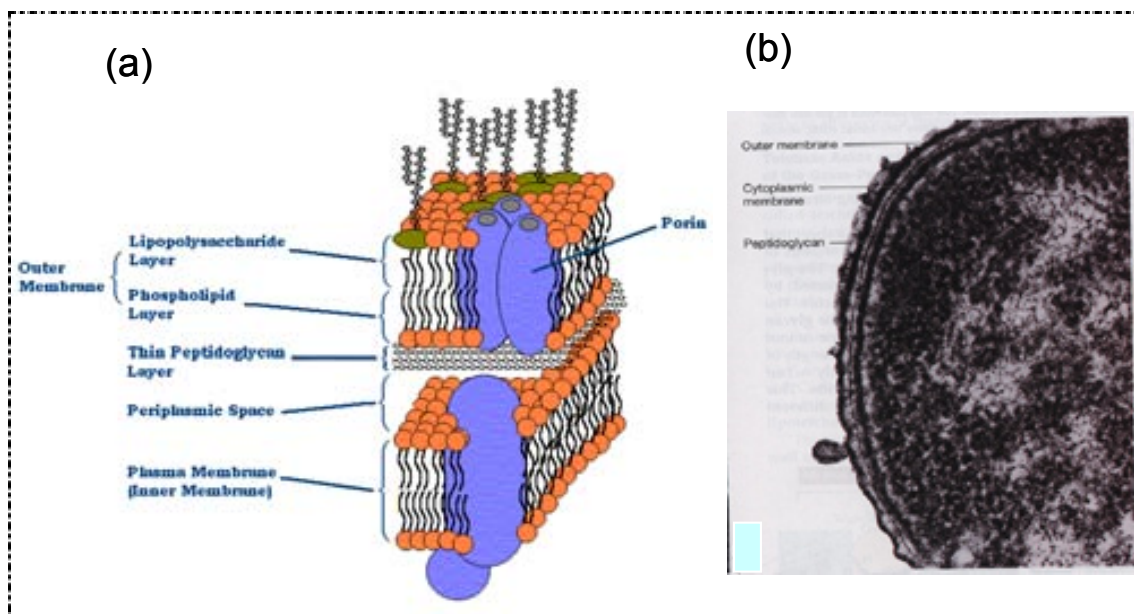 (a)
(b)
Lipopolysaccharide
Layer
Outer
Membrane
Phospholipid
Layer
Thin Peptidoglycan
Layer
Periplasmic Space
Plasma Membrane
(Inner Membrane)
Porin
Outer membrane
Cytoplasmic
membrane
Peptidoglycan